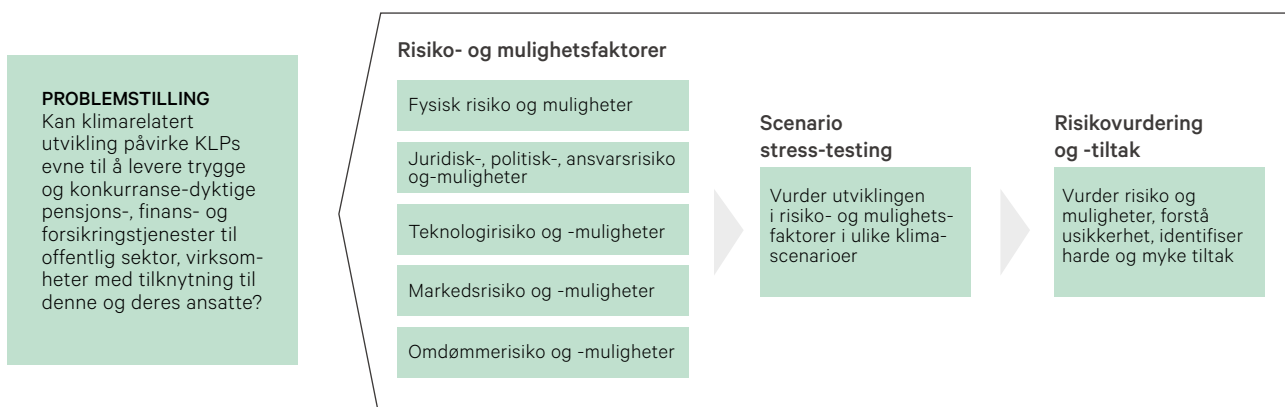 PROBLEMSTILLING
Kan klimarelatert
utvikling påvirke KLPs
evne til å levere trygge
og konkurranse-dyktige
pensjons-, finans- og
forsikringstjenester til
offentlig sektor, virksom-
heter med tilknytning til
denne og deres ansatte?
Risiko- og mulighetsfaktorer
Fysisk risiko og muligheter
Juridisk-, politisk-, ansvarsrisiko
og-muligheter
Teknologirisiko og -muligheter
Markedsrisiko og -muligheter
Omdømmerisiko og -muligheter
Scenario
stress-testing
Vurder utviklingen
i risiko- og mulighets-
faktorer i ulike klima-
scenarioer
Risikovurdering
og -tiltak
Vurder risiko og
muligheter, forstå
usikkerhet, identifiser
harde og myke tiltak